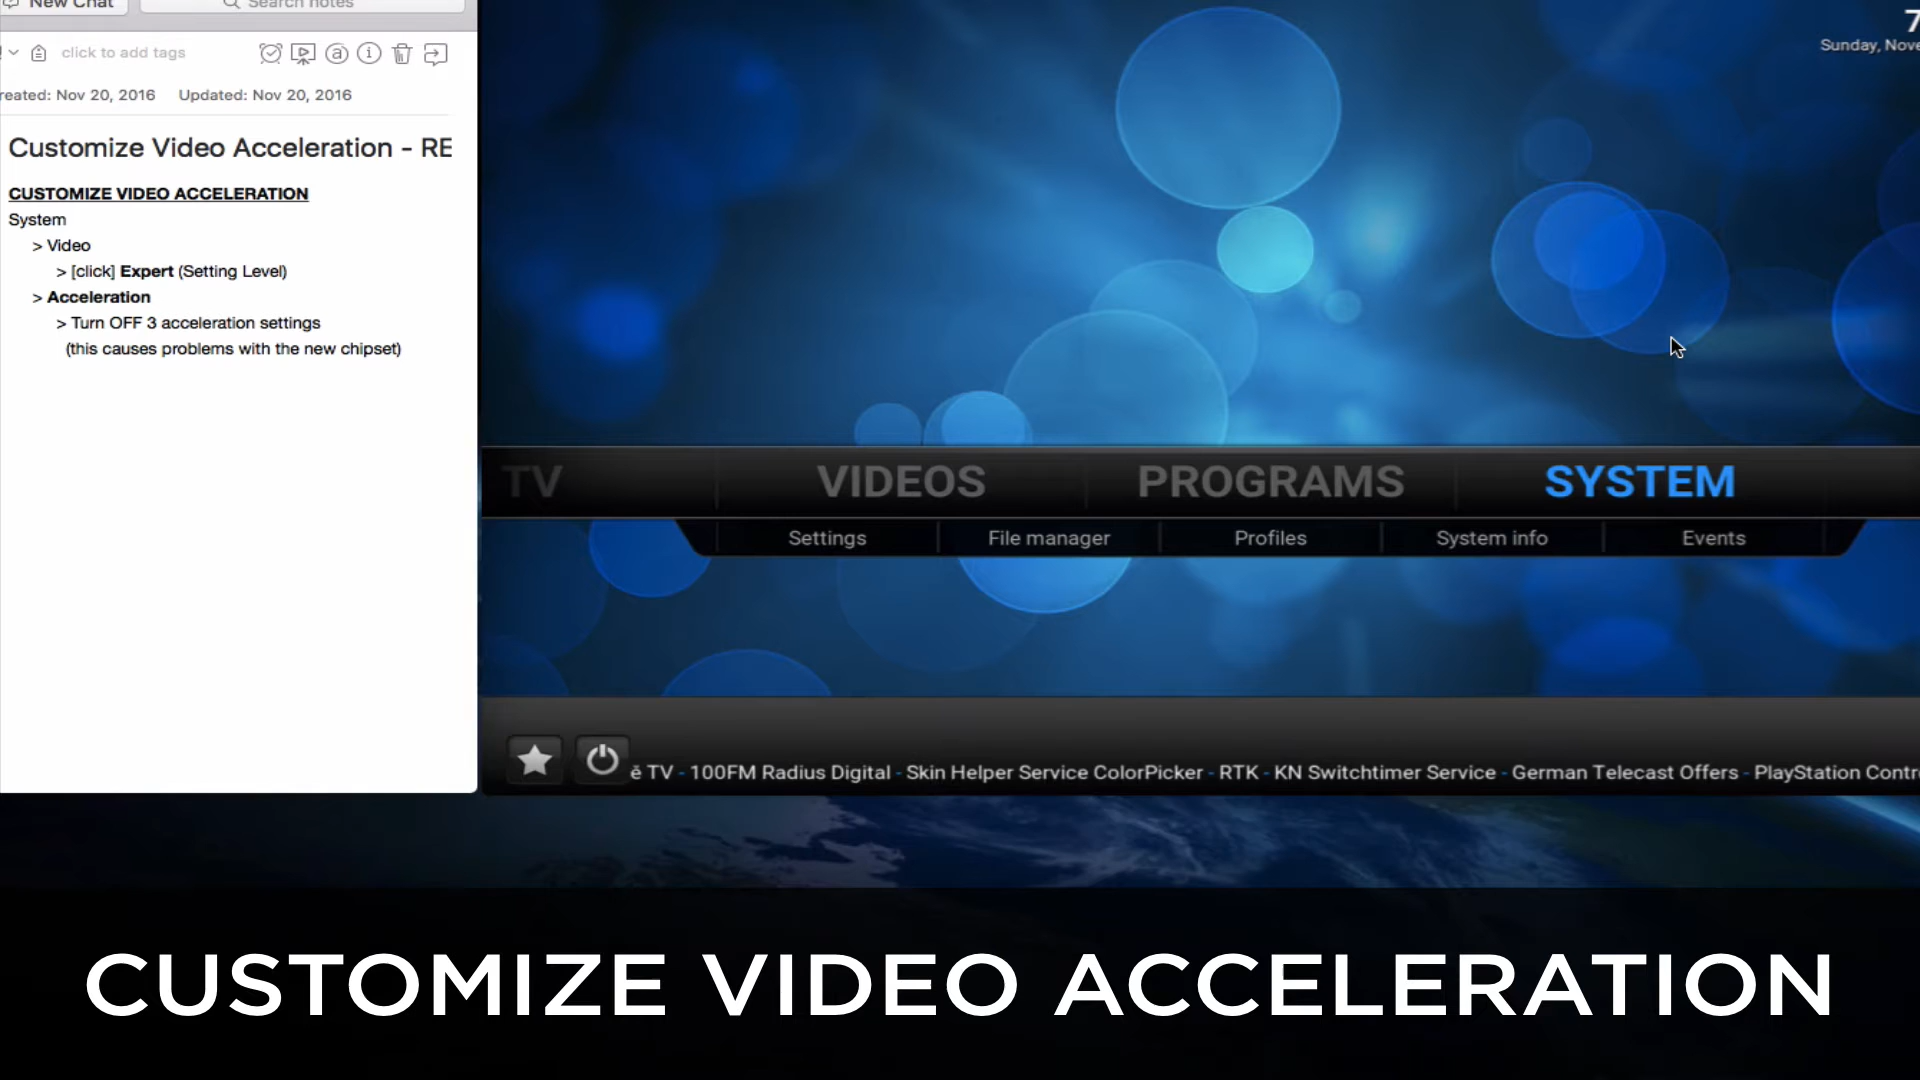 New Chat
Search notes
click to add tags
reated: Nov 20, 2016 Updated: Nov 20, 2016
Customize Video Acceleration - RE
CUSTOMIZE VIDEO ACCELERATION
System
> Video
> [click] Expert (Setting Level)
> Acceleration
> Turn OFF 3 acceleration settings
(this causes problems with the new chipset)
7
Sunday, Nove
TV VIDEOS PROGRAMS SYSTEM
Settings File manager Profiles System info Events
ě TV - 100FM Radius Digital - Skin Helper Service ColorPicker - RTK - KN Switchtimer Service - German Telecast Offers - PlayStation Contr
CUSTOMIZE VIDEO ACCELERATION